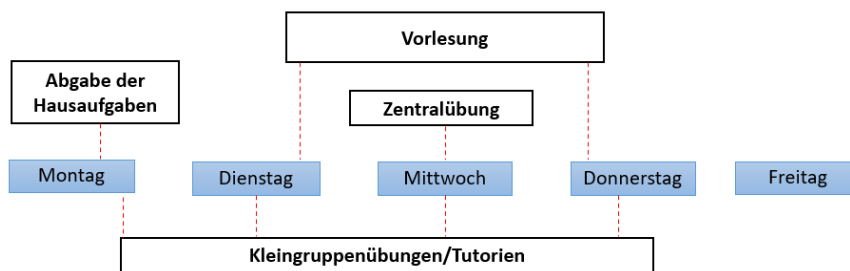 Vorlesung
Abgabe der
Hausaufgaben
Zentralübung
Montag
Dienstag
Mittwoch
Donnerstag
Freitag
Kleingruppenübungen/Tutorien